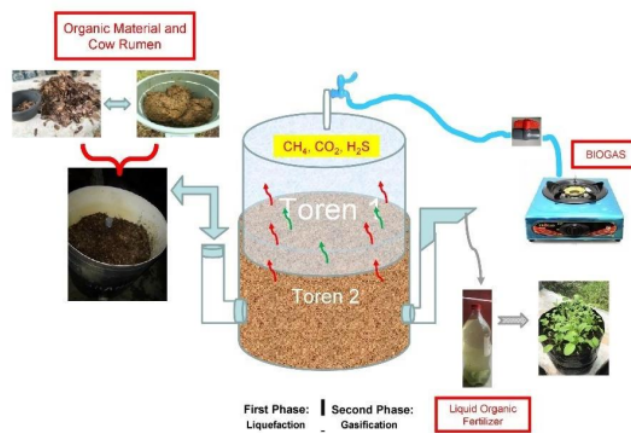 Organic Material and
Cow Rumen
CH₄, CO₂, H₂S
BIOGAS
Toren 1
Toren 2
Liquid Organic
Fertilizer
First Phase:
Liquefaction
Second Phase:
Gasification